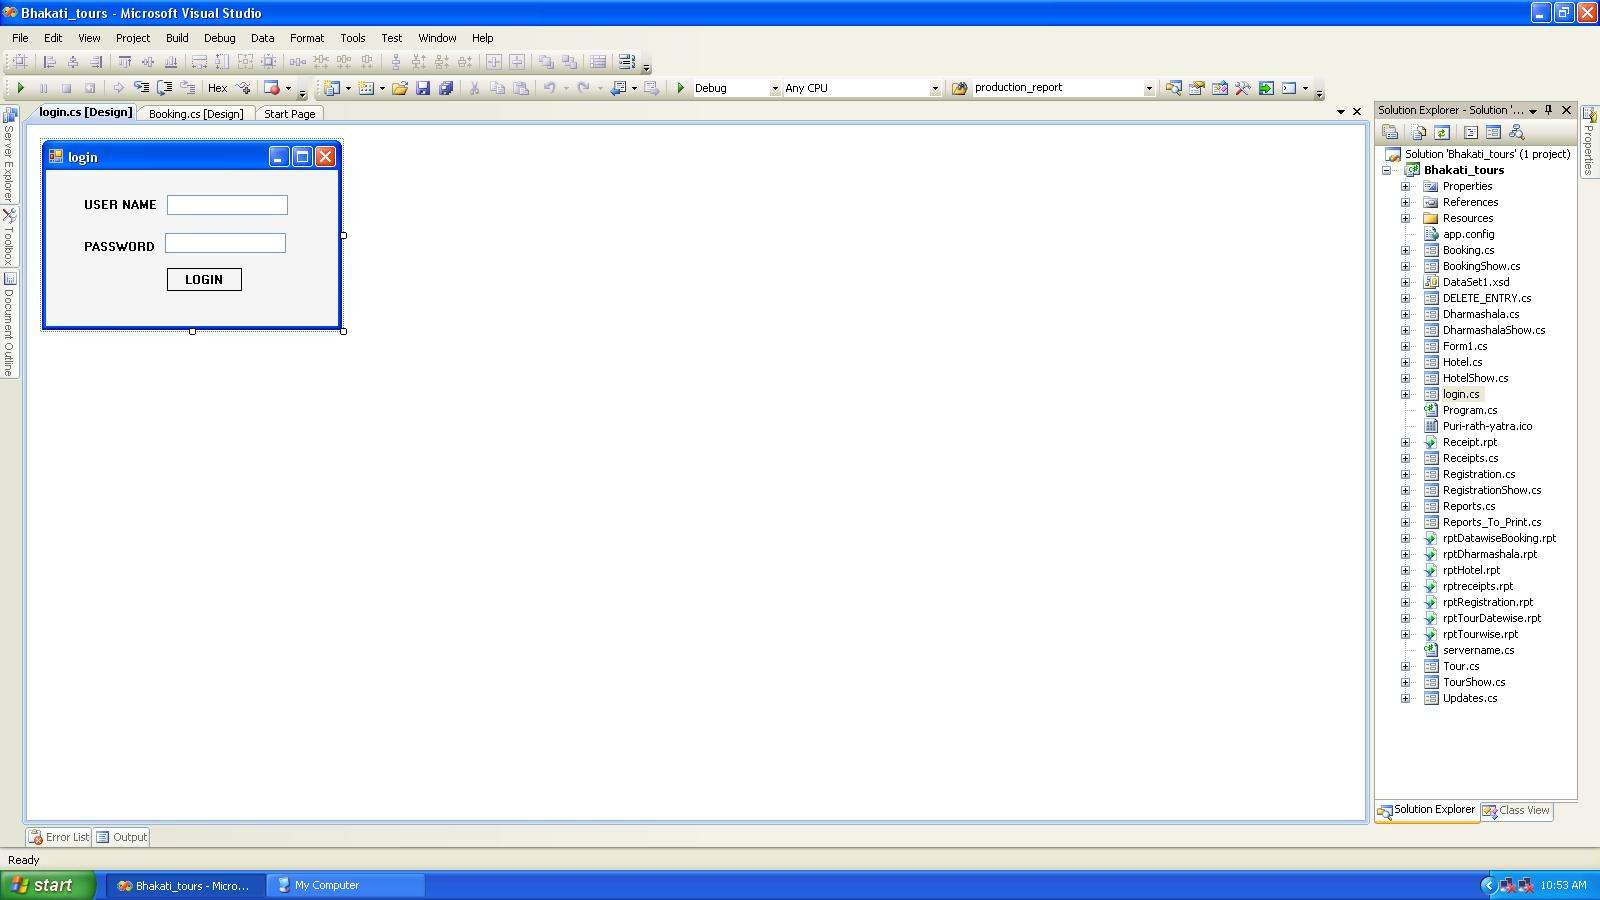 Bhakati_tours - Microsoft Visual Studio
File Edit View Project Build Debug Data Format Tools Test Window Help
Hex Debug Any CPU production_report
login.cs [Design] Booking.cs [Design] Start Page
Server Explorer
Toolbox
Document Outline
login
USER NAME
PASSWORD
LOGIN
Solution Explorer - Solution '...
Properties
Solution 'Bhakati_tours' (1 project)
Bhakati_tours
Properties
References
Resources
app.config
Booking.cs
BookingShow.cs
DataSet1.xsd
DELETE_ENTRY.cs
Dharmashala.cs
DharmashalaShow.cs
Form1.cs
Hotel.cs
HotelShow.cs
login.cs
Program.cs
Puri-rath-yatra.ico
Receipt.rpt
Receipts.cs
Registration.cs
RegistrationShow.cs
Reports.cs
Reports_To_Print.cs
rptDatawiseBooking.rpt
rptDharmashala.rpt
rptHotel.rpt
rptreceipts.rpt
rptRegistration.rpt
rptTourDatewise.rpt
rptTourwise.rpt
servername.cs
Tour.cs
TourShow.cs
Updates.cs
Solution Explorer Class View
Error List Output
Ready
start Bhakati_tours - Micro... My Computer 10:53 AM